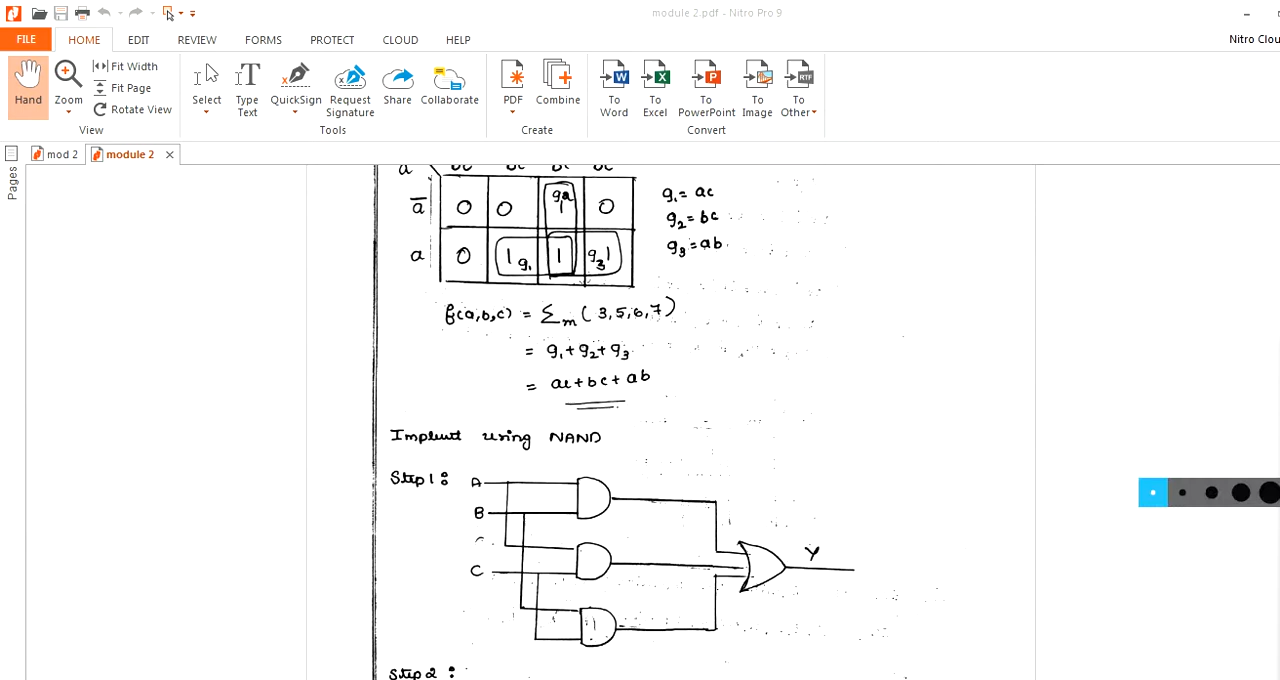 module 2.pdf - Nitro Pro 9
FILE HOME EDIT REVIEW FORMS PROTECT CLOUD HELP Nitro Clou
Hand
Zoom
Fit Width
Fit Page
Rotate View
View
Select
Type Text
QuickSign
Request Signature
Share
Collaborate
Tools
PDF
Combine
Create
To Word
To Excel
To PowerPoint
To Image
To Other
Convert
Pages
mod 2
module 2
a
a̅ 0 0 g2 1 0
a 0 1 g1 1 g3 1
g1 = ac
g2 = bc
g3 = ab
f(a,b,c) = Σm ( 3,5,6,7)
= g1+g2+g3
= ac+bc+ab
using NAND
Step 1:
A
B
C
Y
Step 2 :